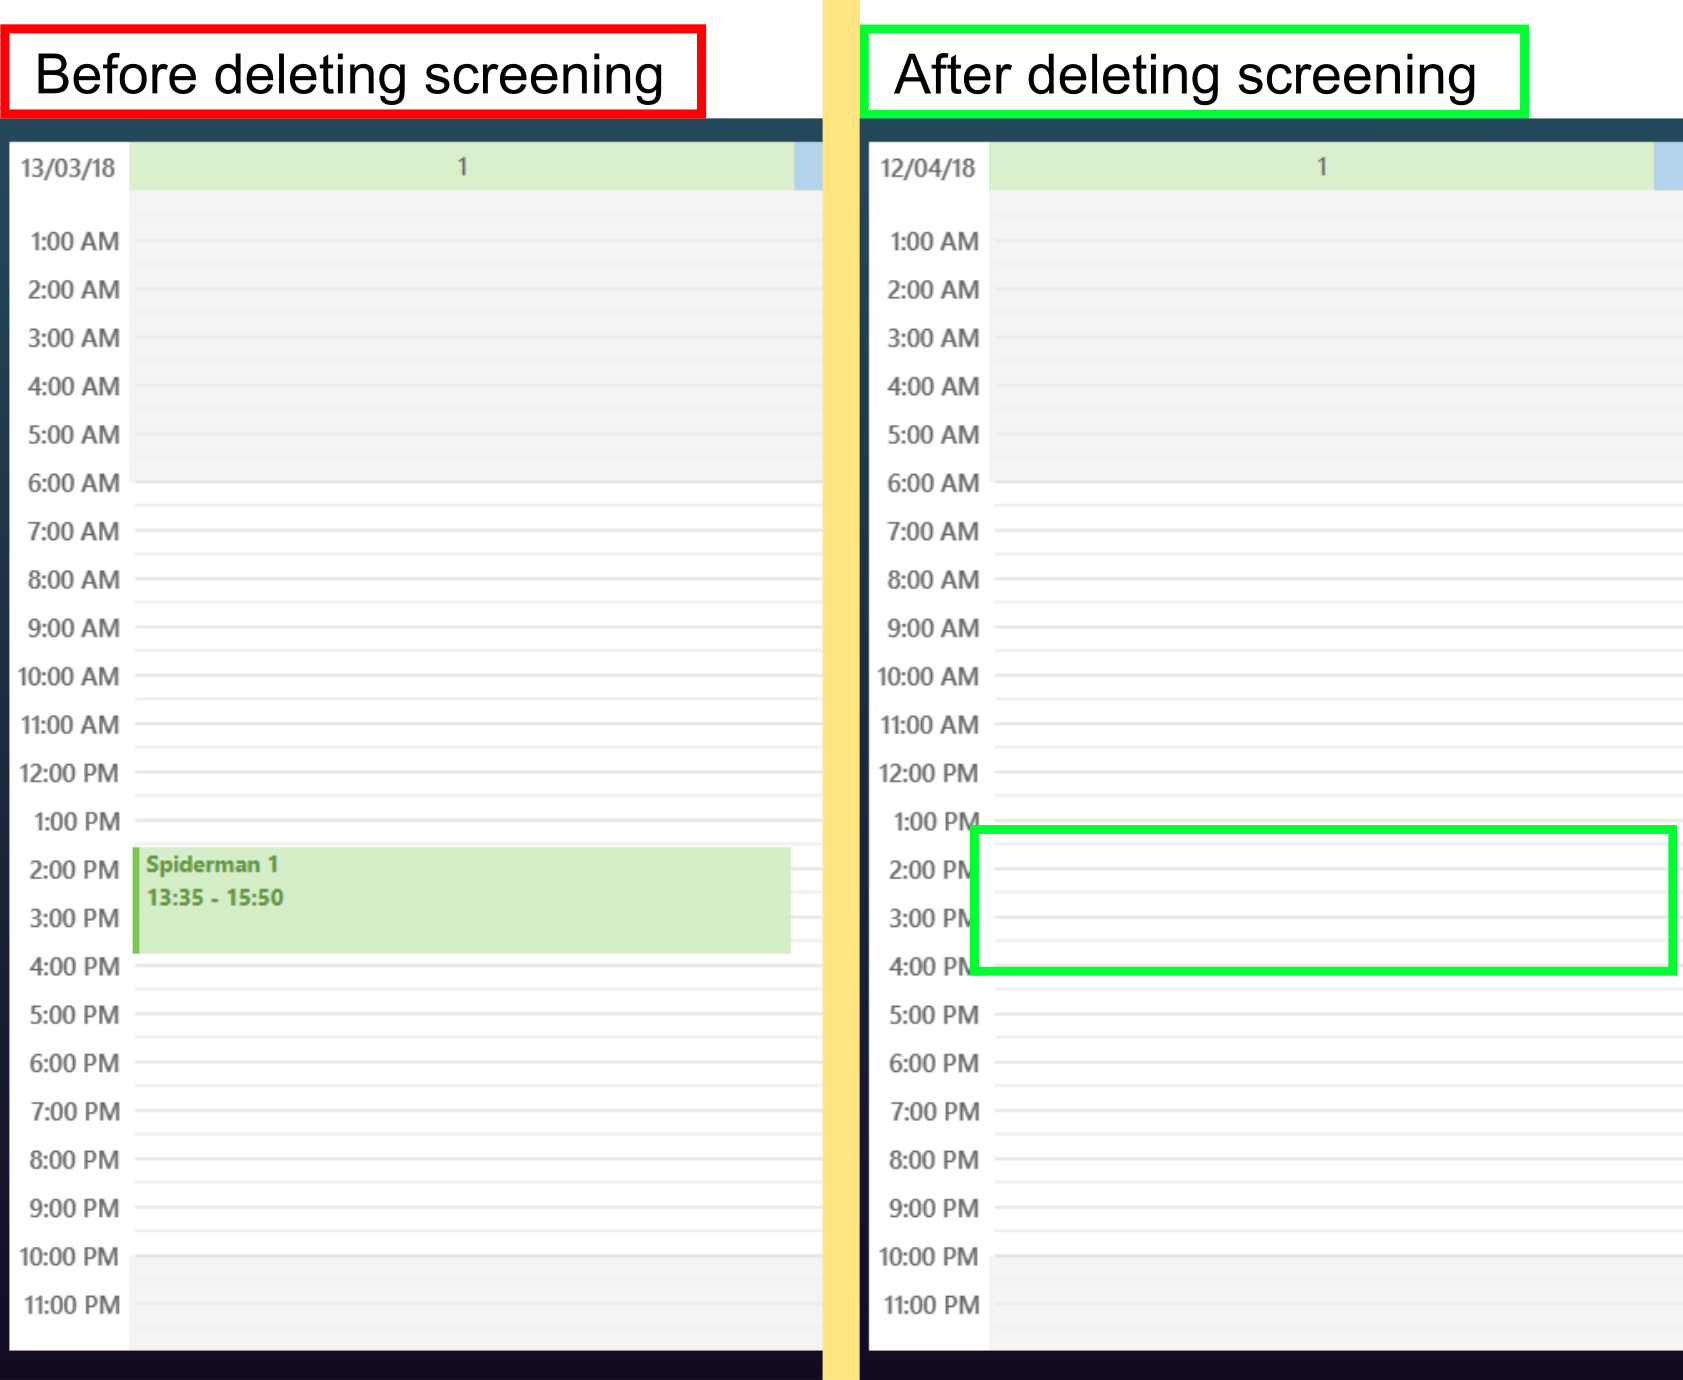 Before deleting screening
13/03/18 1
1:00 AM
2:00 AM
3:00 AM
4:00 AM
5:00 AM
6:00 AM
7:00 AM
8:00 AM
9:00 AM
10:00 AM
11:00 AM
12:00 PM
1:00 PM
2:00 PM
Spiderman 1
13:35 - 15:50
3:00 PM
4:00 PM
5:00 PM
6:00 PM
7:00 PM
8:00 PM
9:00 PM
10:00 PM
11:00 PM
After deleting screening
12/04/18 1
1:00 AM
2:00 AM
3:00 AM
4:00 AM
5:00 AM
6:00 AM
7:00 AM
8:00 AM
9:00 AM
10:00 AM
11:00 AM
12:00 PM
1:00 PM
2:00 PM
3:00 PM
4:00 PM
5:00 PM
6:00 PM
7:00 PM
8:00 PM
9:00 PM
10:00 PM
11:00 PM